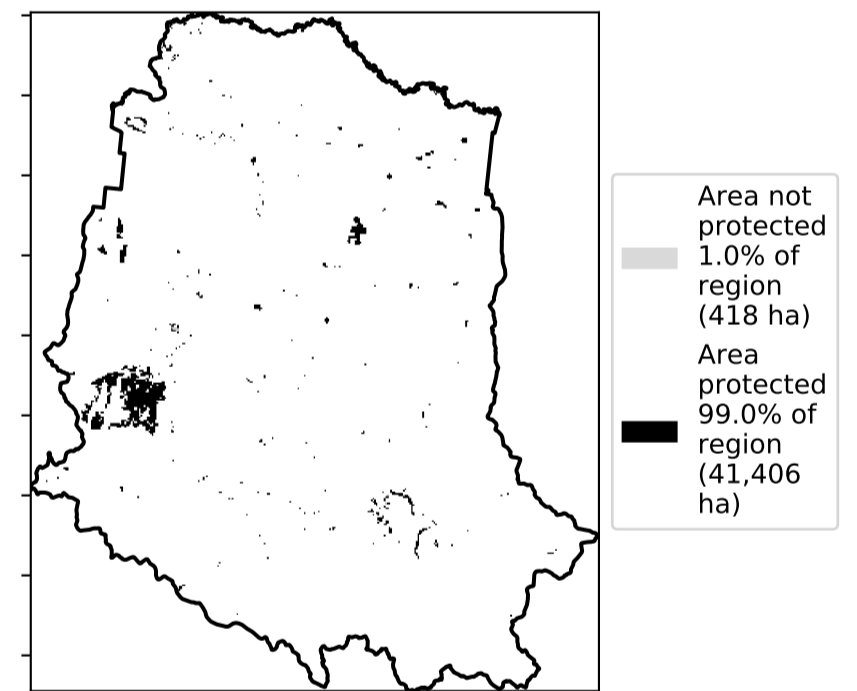 Area not
protected
1.0% of
region
(418 ha)
Area
protected
99.0% of
region
(41,406
ha)